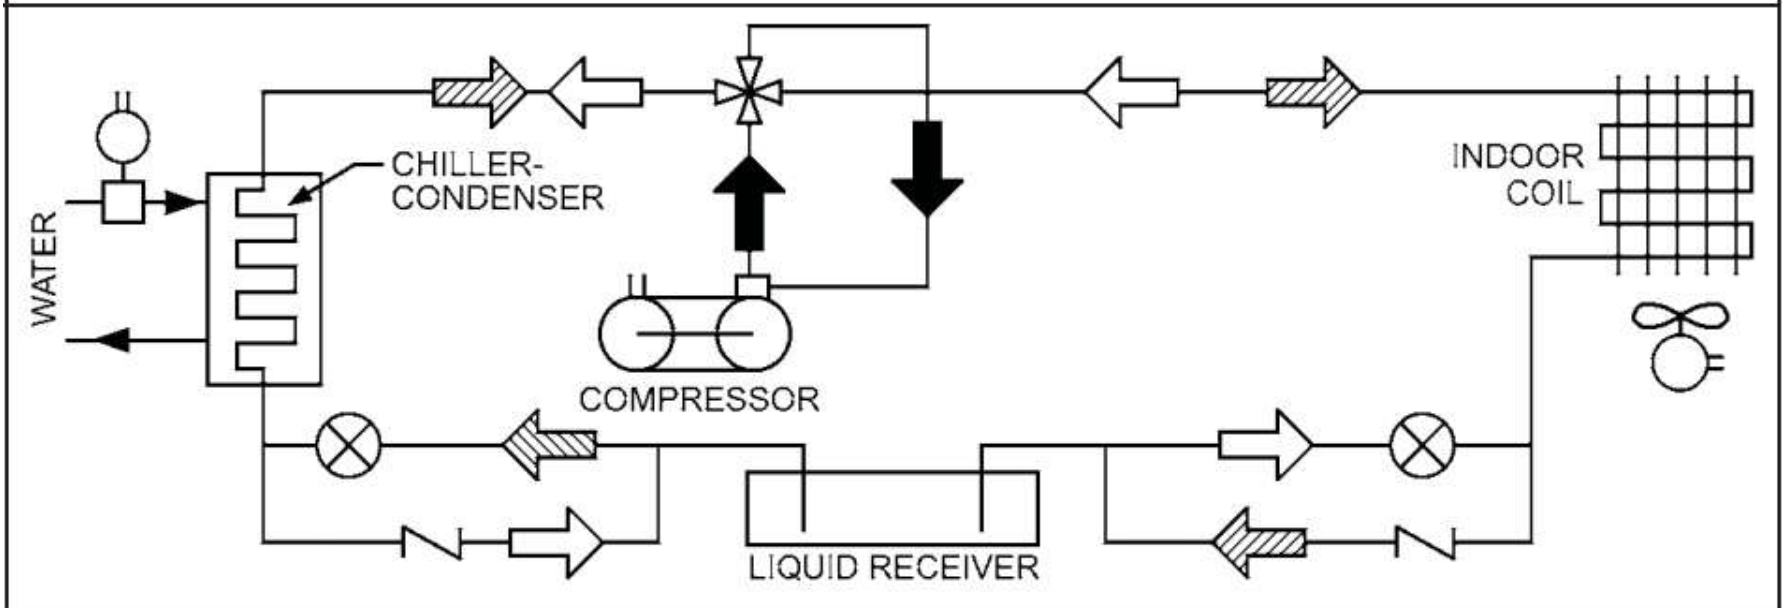 CHILLER-
CONDENSER
INDOOR
COIL
WATER
COMPRESSOR
LIQUID RECEIVER